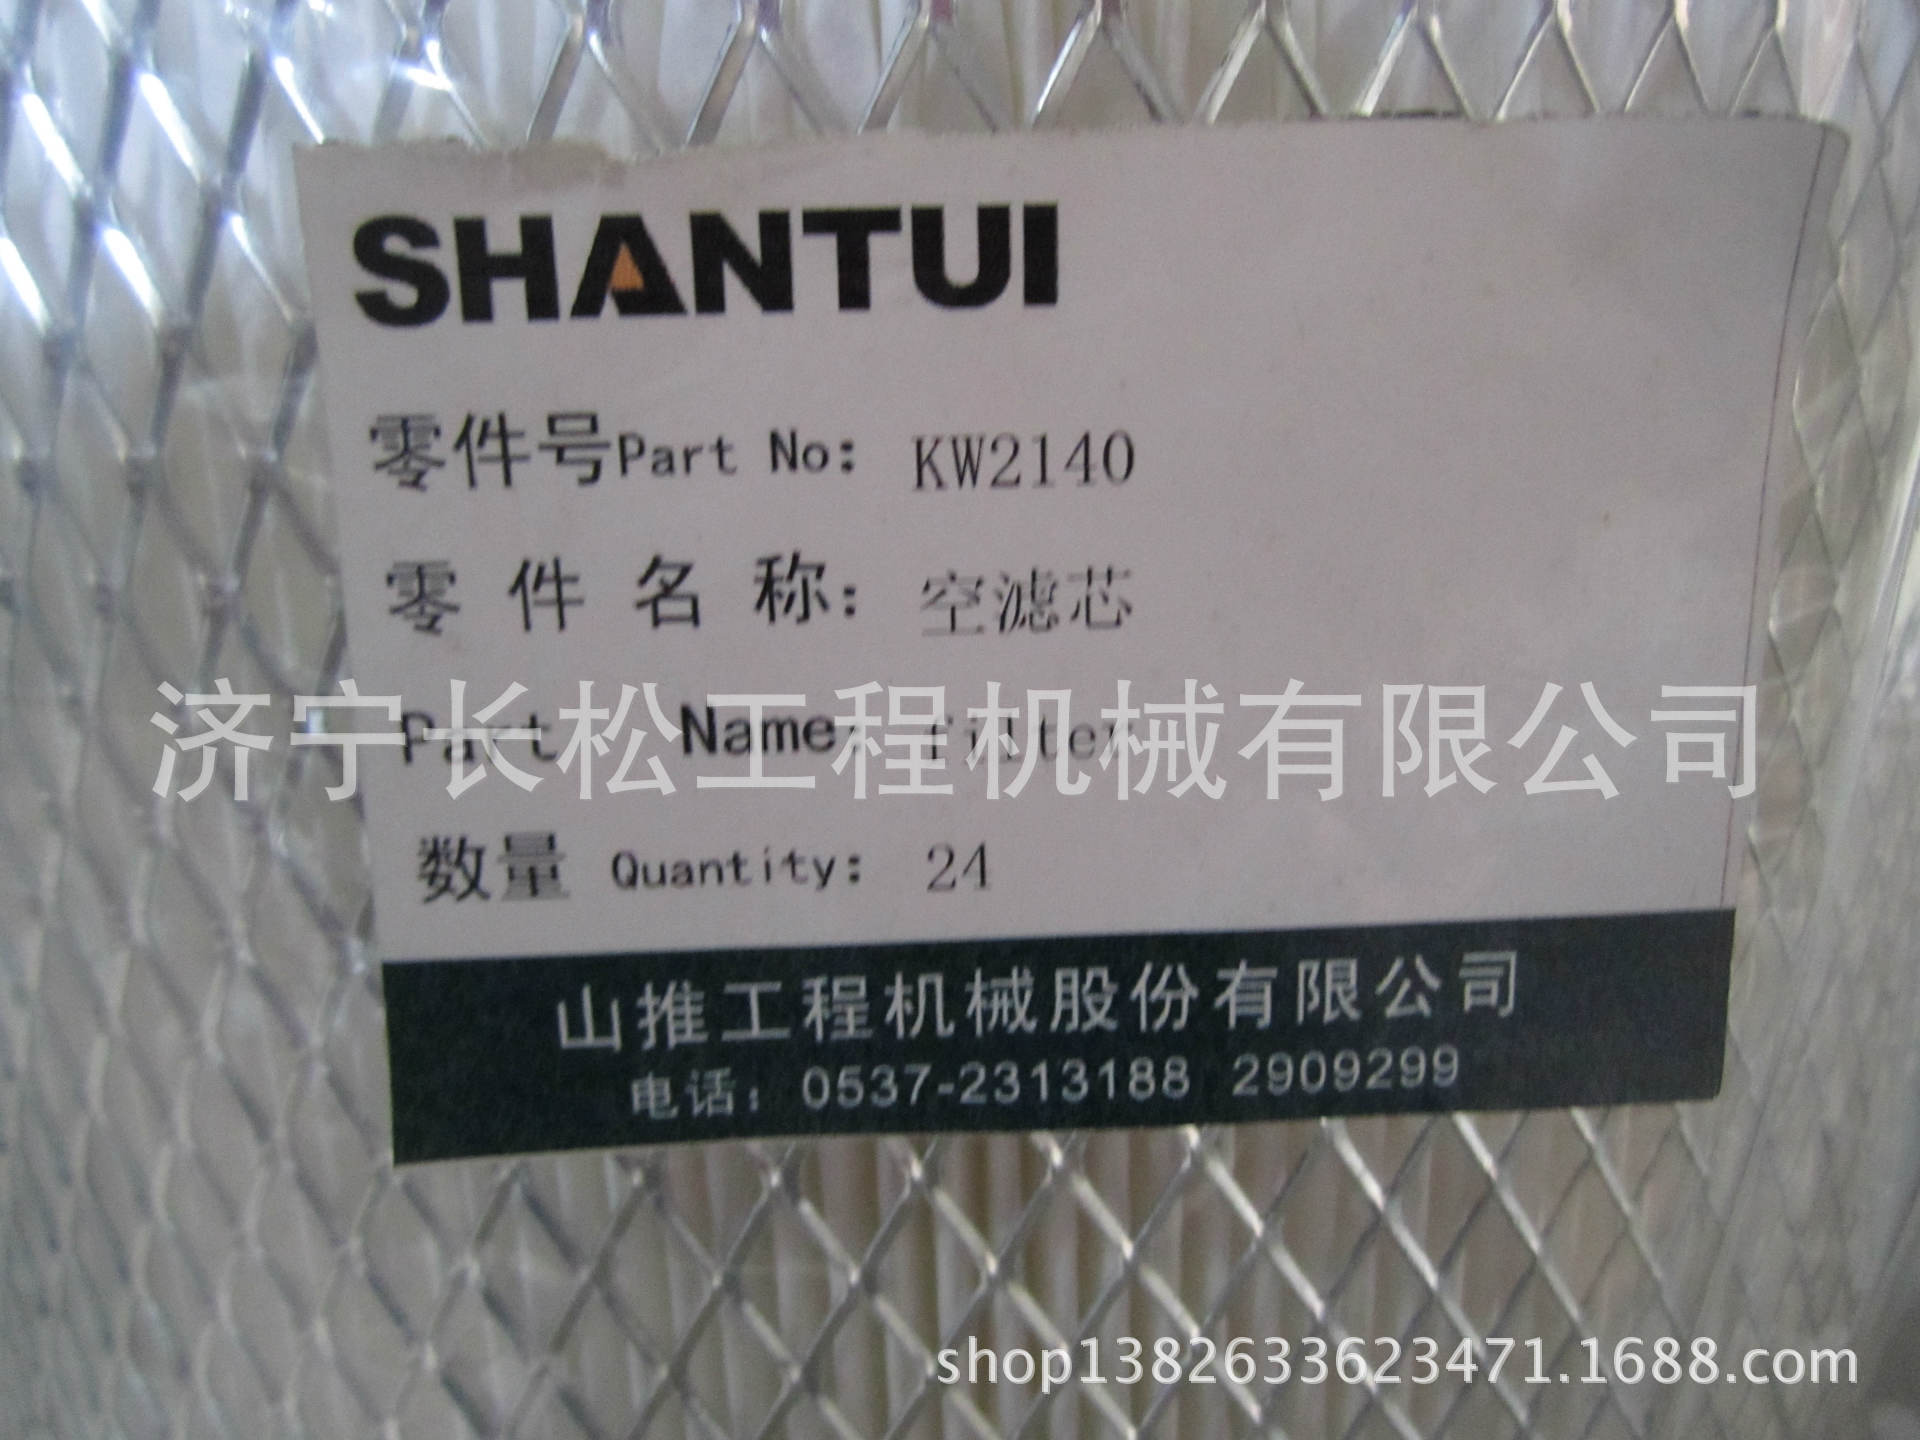 SHANTUI
零件号Part No: KW2140
零件名称: 空滤芯
Part Name: filter
济宁长松工程机械有限公司
数量 Quantity: 24
山推工程机械股份有限公司
电话: 0537-2313188 2909299
shop1382633623471.1688.com